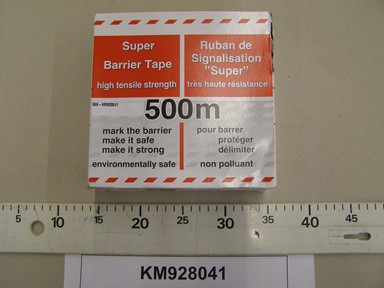 Super
Barrier Tape
high tensile strength
Ruban de
Signalisation
"Super"
très haute résistance
500m
mark the barrier
make it safe
make it strong
environmentally safe
pour barrer
protéger
délimiter
non polluant
5 10 15 20 25 30 35 40 45
KM928041